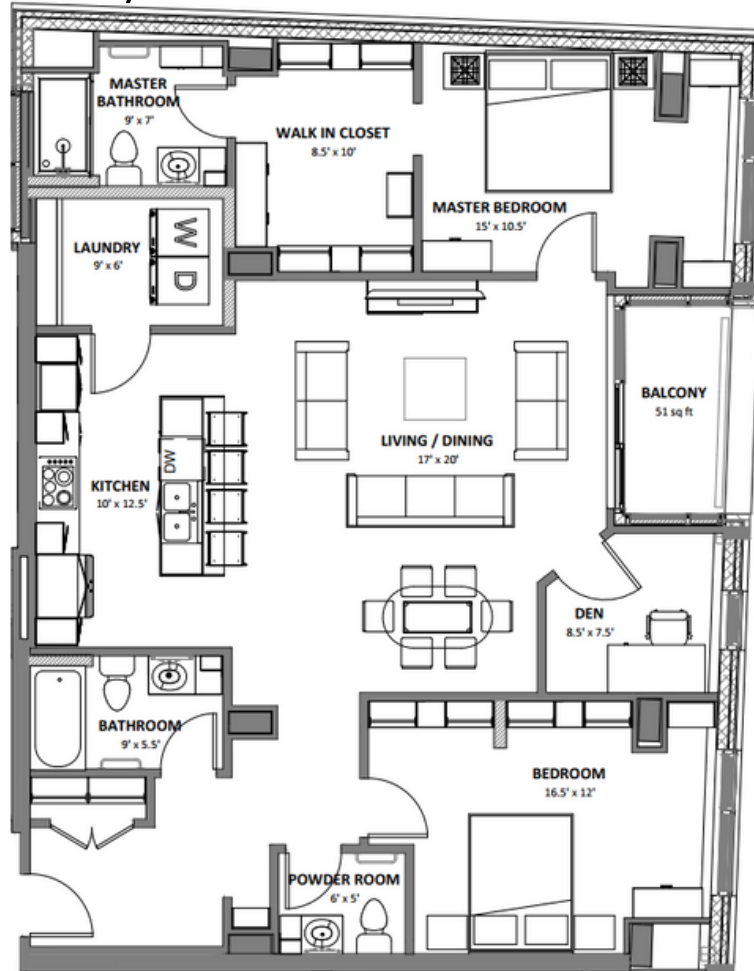 MASTER
BATHROOM
9' x 7'
WALK IN CLOSET
8.5' x 10'
MASTER BEDROOM
15' x 10.5'
LAUNDRY
9' x 6'
W
D
BALCONY
51 sq ft
LIVING / DINING
17' x 20'
DW
KITCHEN
10' x 12.5'
DEN
8.5' x 7.5'
BATHROOM
9' x 5.5'
BEDROOM
16.5' x 12'
POWDER ROOM
6' x 5'